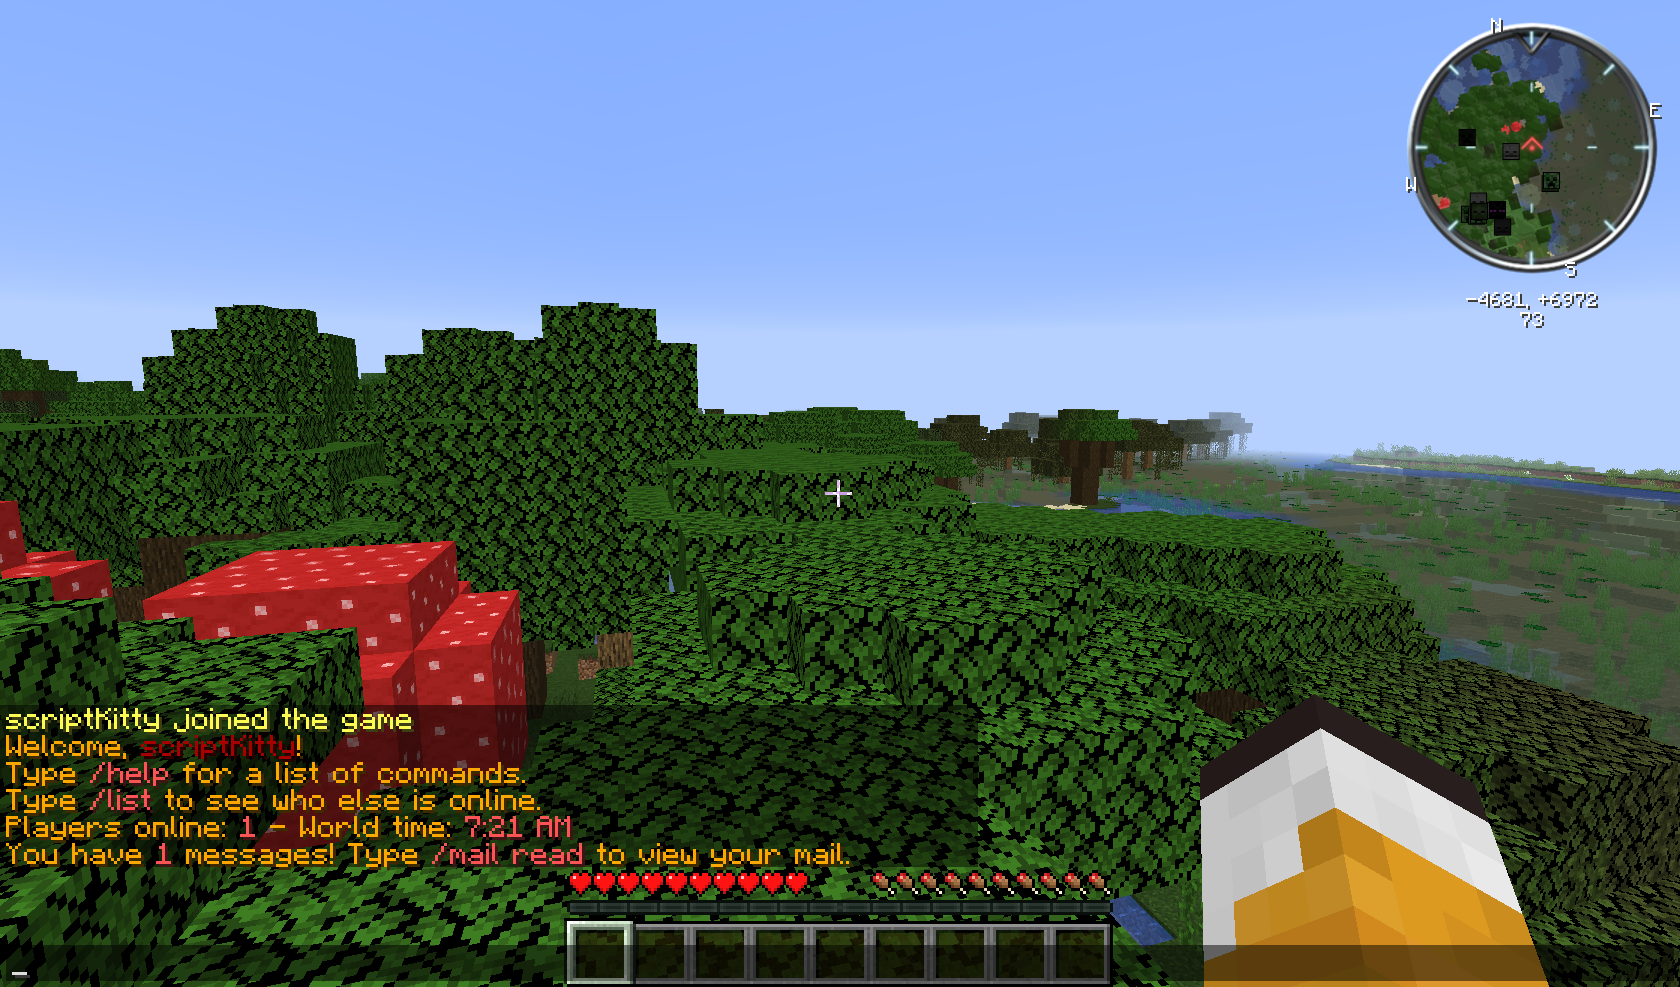 N
E
W
S
-4681, +6972
73
scriptKitty joined the game
Welcome, scriptKitty!
Type /help for a list of commands.
Type /list to see who else is online.
Players online: 1 - World time: 7:21 AM
You have 1 messages! Type /mail read to view your mail.
_